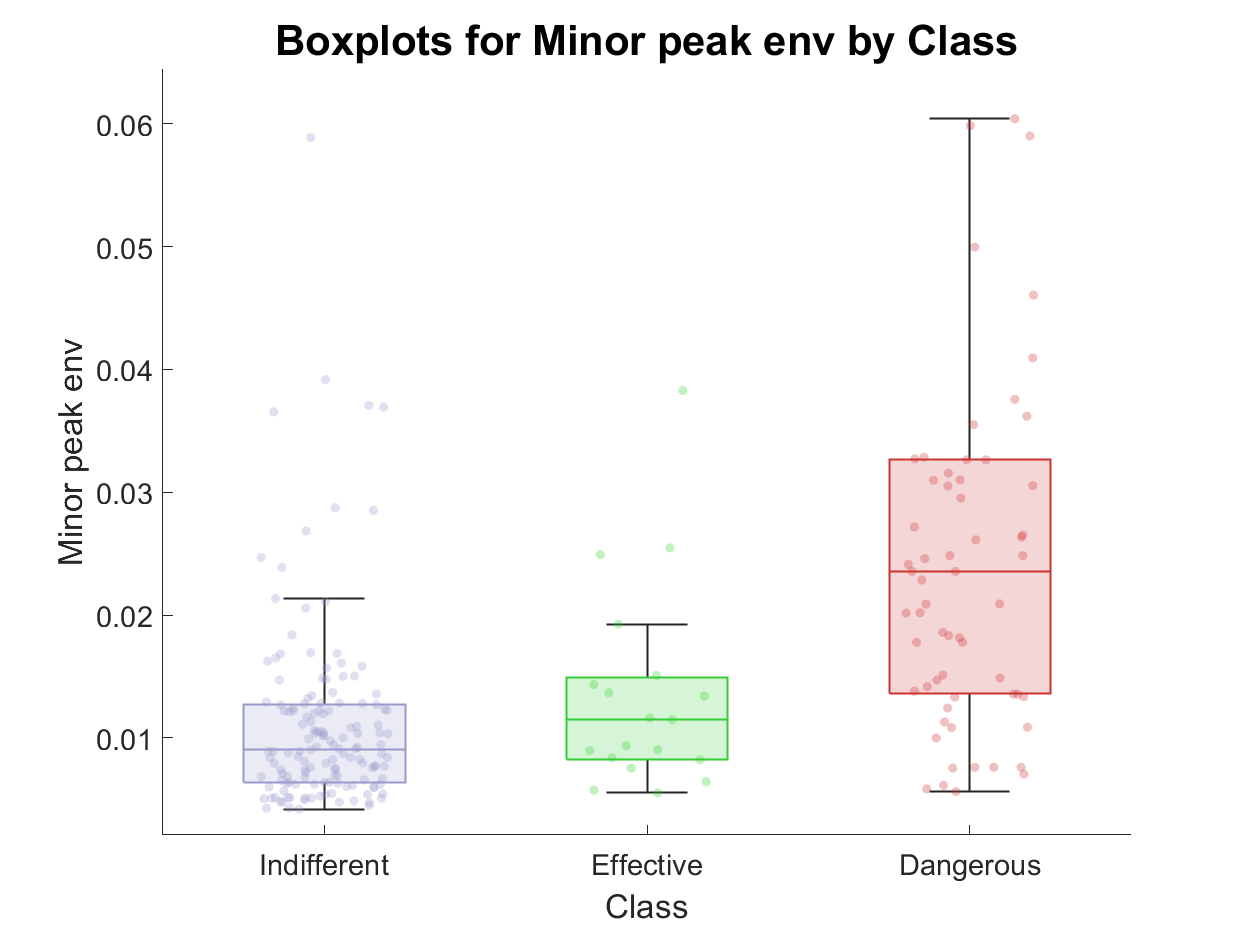 Boxplots for Minor peak env by Class
0.06
0.05
0.04
0.03
0.02
0.01
Minor peak env
Indifferent
Effective
Dangerous
Class